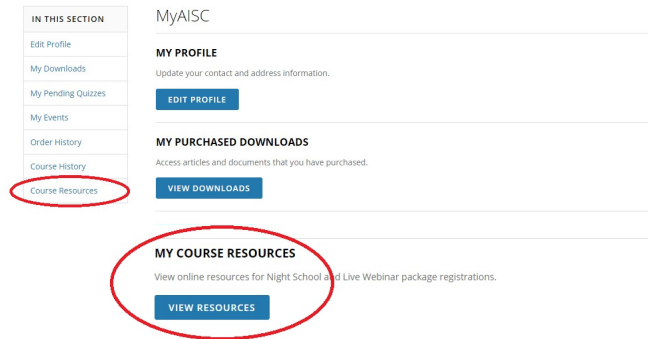 IN THIS SECTION
Edit Profile
My Downloads
My Pending Quizzes
My Events
Order History
Course History
Course Resources
MyAISC
MY PROFILE
Update your contact and address information.
EDIT PROFILE
MY PURCHASED DOWNLOADS
Access articles and documents that you have purchased.
VIEW DOWNLOADS
MY COURSE RESOURCES
View online resources for Night School and Live Webinar package registrations.
VIEW RESOURCES